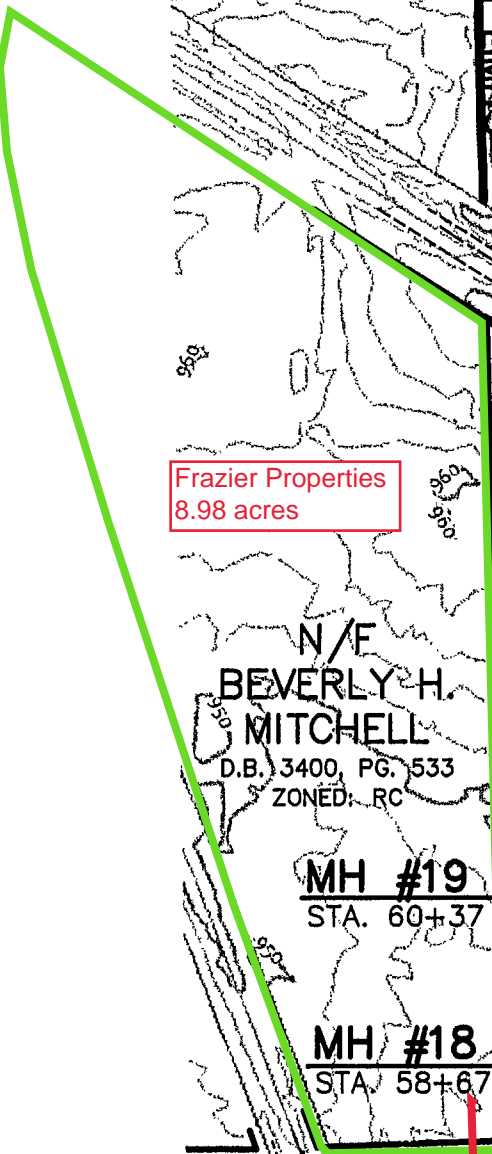 960
Frazier Properties
8.98 acres
960
960
N/F
BEVERLY H.
MITCHELL
950
D.B. 3400, PG. 533
ZONED: RC
MH #19
STA. 60+37
950
MH #18
STA. 58+67